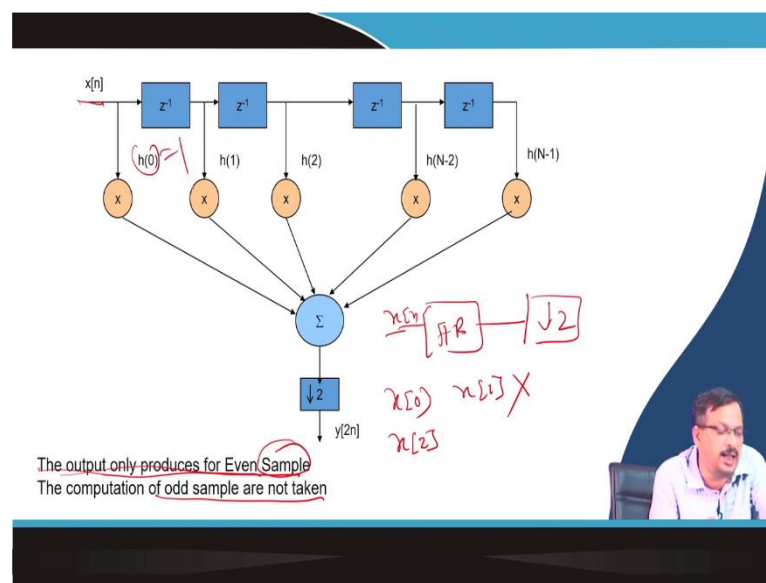 x[n]
z-1 z-1 z-1 z-1
h(0) = 1 h(1) h(2) h(N-2) h(N-1)
x x x x x
Σ
x[n] FIR ↓2
↓2
x[0] x[1] X
y[2n]
x[2]
The output only produces for Even Sample
The computation of odd sample are not taken